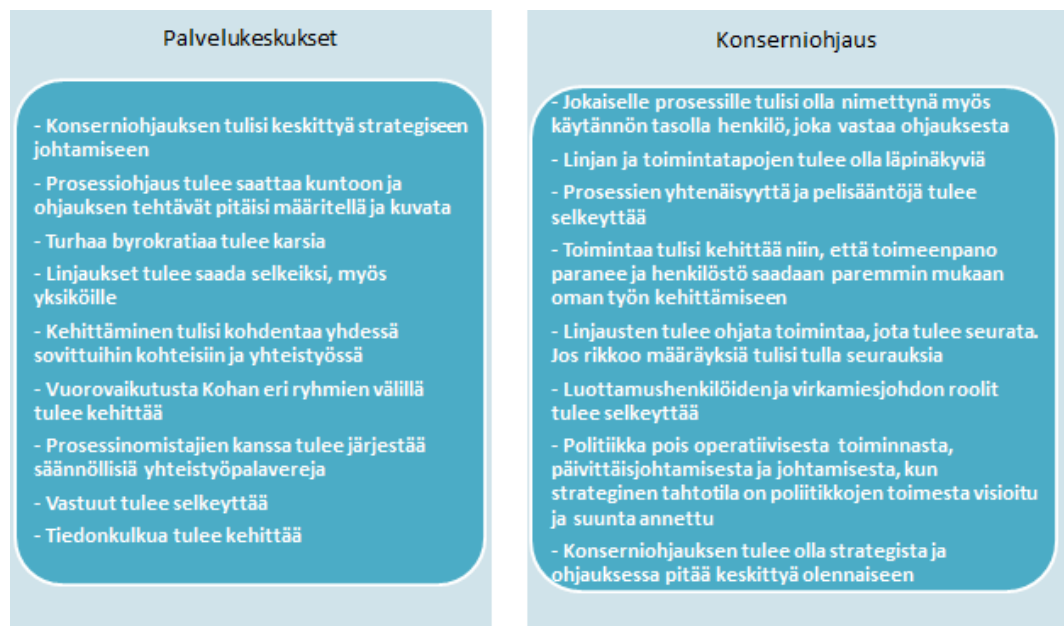 Palvelukeskukset
- Konserniohjauksen tulisi keskittyä strategiseen
johtamiseen
- Prosessiohjaus tulee saattaa kuntoon ja
ohjauksen tehtävät pitäisi määritellä ja kuvata
- Turhaa byrokratiaa tulee karsia
- Linjaukset tulee saada selkeiksi, myös
yksiköille
- Kehittäminen tulisi kohdentaa yhdessä
sovittuihin kohteisiin ja yhteistyössä
- Vuorovaikutusta Kohan eri ryhmien välillä
tulee kehittää
- Prosessinomistajien kanssa tulee järjestää
säännöllisiä yhteistyöpalavereja
- Vastuut tulee selkeyttää
- Tiedonkulkua tulee kehittää
Konserniohjaus
- Jokaiselle prosessille tulisi olla nimettynä myös
käytännön tasolla henkilö, joka vastaa ohjauksesta
- Linjan ja toimintatapojen tulee olla läpinäkyviä
- Prosessien yhtenäisyyttä ja pelisääntöjä tulee
selkeyttää
- Toimintaa tulisi kehittää niin, että toimeenpano
paranee ja henkilöstö saadaan paremmin mukaan
oman työn kehittämiseen
- Linjausten tulee ohjata toimintaa, jota tulee seurata.
Jos rikkoo määräyksiä tulisi tulla seurauksia
- Luottamushenkilöiden ja virkamiesjohdon roolit
tulee selkeyttää
- Politiikka pois operatiivisesta toiminnasta,
päivittäisjohtamisesta ja johtamisesta, kun
strateginen tahtotila on poliitikkojen toimesta visioitu
ja suunta annettu
- Konserniohjauksen tulee olla strategista ja
ohjauksessa pitää keskittyä olennaiseen